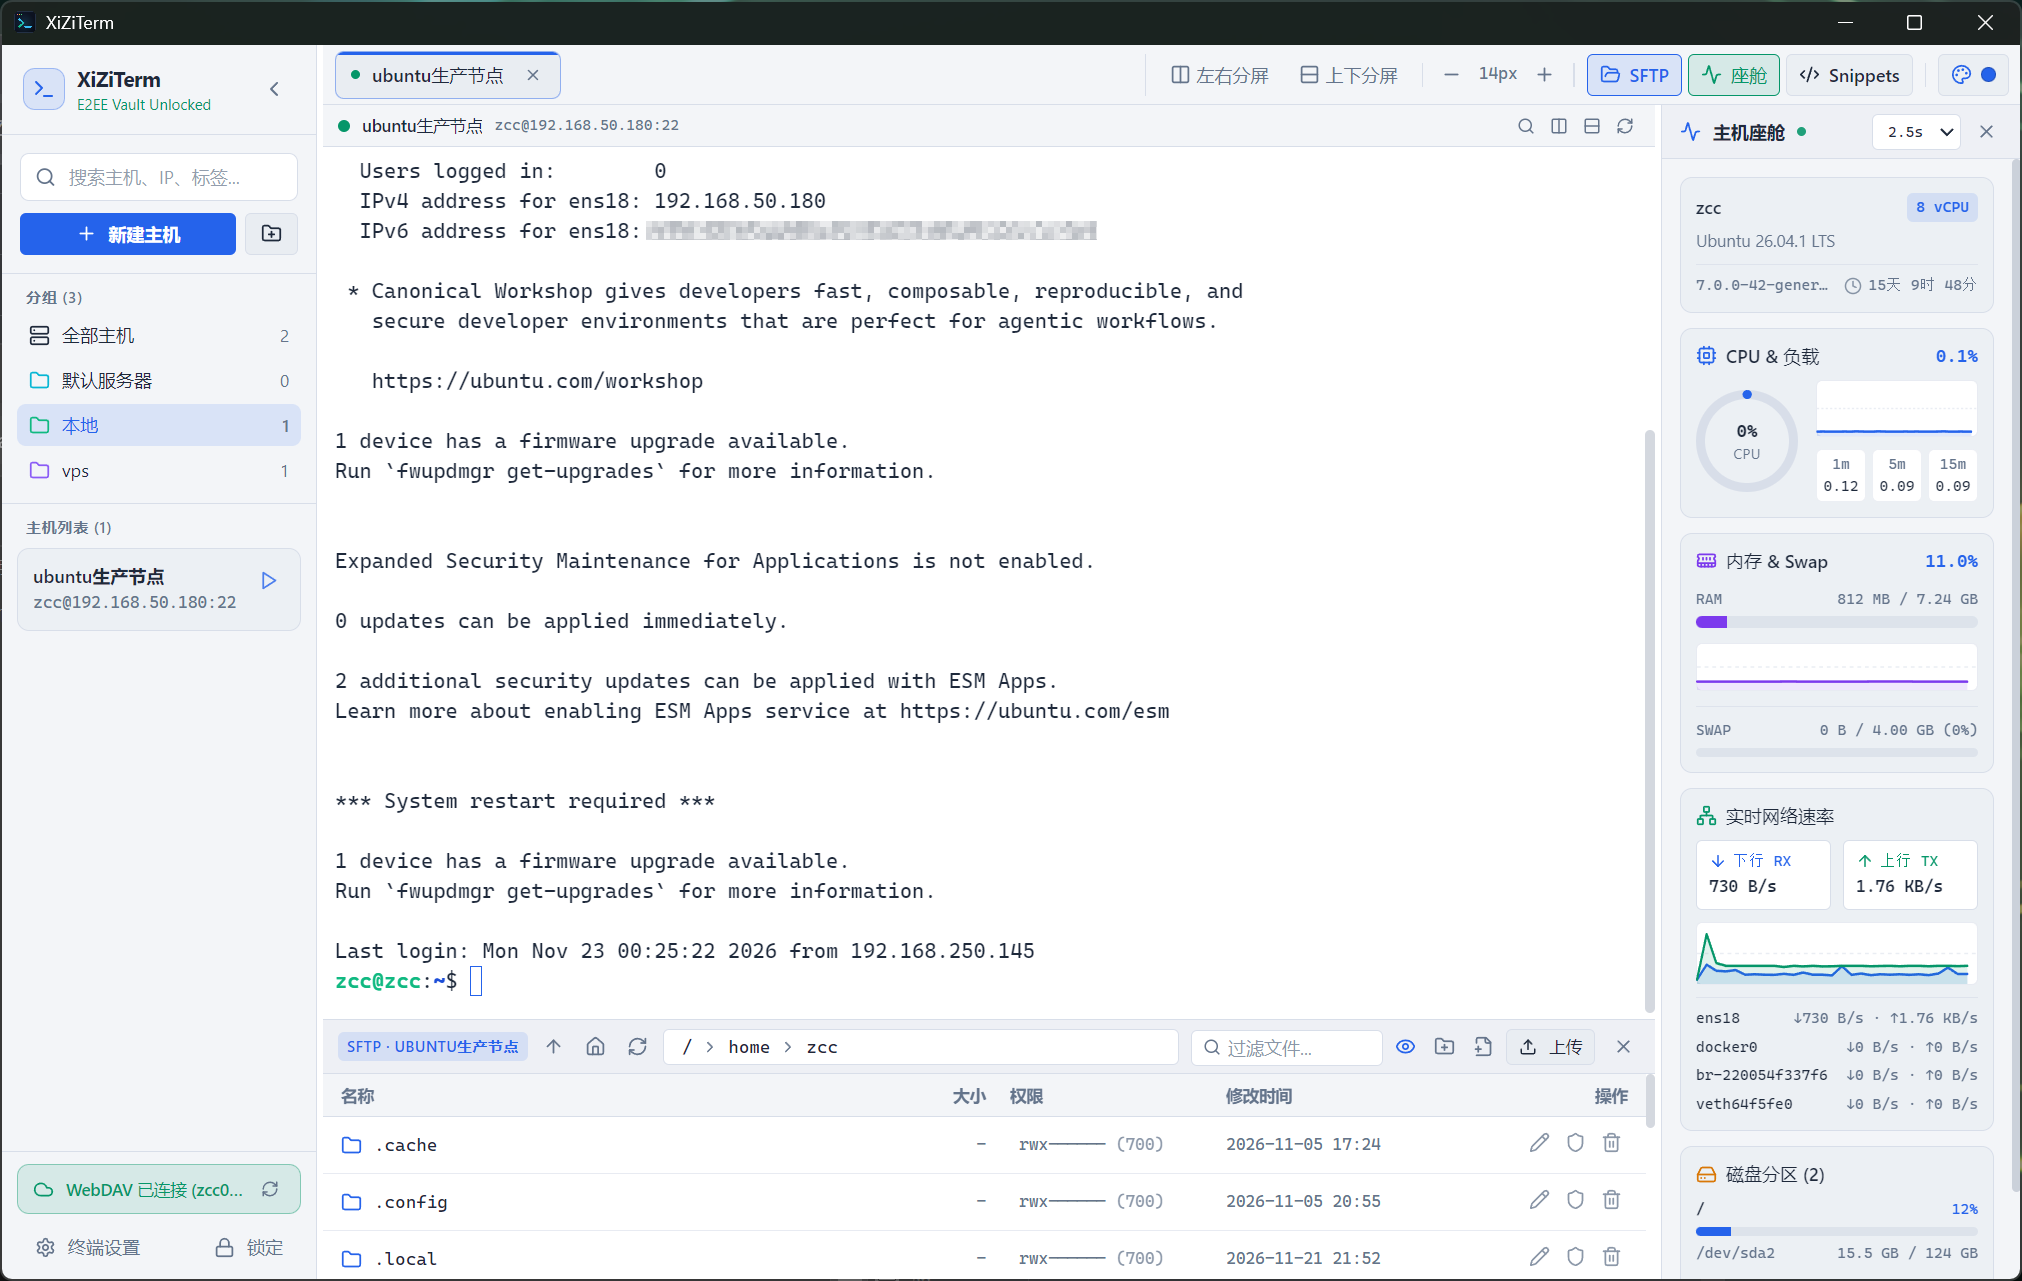 XiZiTerm
XiZiTerm
E2EE Vault Unlocked
搜索主机、IP、标签...
新建主机
分组 (3)
全部主机 2
默认服务器 0
本地 1
vps 1
主机列表 (1)
ubuntu生产节点
zcc@192.168.50.180:22
WebDAV 已连接 (zcc0...
终端设置 锁定
ubuntu生产节点
左右分屏 上下分屏 14px SFTP 座舱 Snippets
ubuntu生产节点 zcc@192.168.50.180:22
Users logged in: 0
IPv4 address for ens18: 192.168.50.180
IPv6 address for ens18:
* Canonical Workshop gives developers fast, composable, reproducible, and
secure developer environments that are perfect for agentic workflows.
https://ubuntu.com/workshop
1 device has a firmware upgrade available.
Run `fwupdmgr get-upgrades` for more information.
Expanded Security Maintenance for Applications is not enabled.
0 updates can be applied immediately.
2 additional security updates can be applied with ESM Apps.
Learn more about enabling ESM Apps service at https://ubuntu.com/esm
*** System restart required ***
1 device has a firmware upgrade available.
Run `fwupdmgr get-upgrades` for more information.
Last login: Mon Nov 23 00:25:22 2026 from 192.168.250.145
zcc@zcc:~$
SFTP · UBUNTU生产节点 / > home > zcc 过滤文件... 上传
名称 大小 权限 修改时间 操作
.cache - rwx------ (700) 2026-11-05 17:24
.config - rwx------ (700) 2026-11-05 20:55
.local - rwx------ (700) 2026-11-21 21:52
主机座舱 2.5s
zcc 8 vCPU
Ubuntu 26.04.1 LTS
7.0.0-42-gener... 15天 9时 48分
CPU & 负载 0.1%
0%
CPU
1m 5m 15m
0.12 0.09 0.09
内存 & Swap 11.0%
RAM 812 MB / 7.24 GB
SWAP 0 B / 4.00 GB (0%)
实时网络速率
↓ 下行 RX ↑ 上行 TX
730 B/s 1.76 KB/s
ens18 ↓730 B/s · ↑1.76 KB/s
docker0 ↓0 B/s · ↑0 B/s
br-220054f337f6 ↓0 B/s · ↑0 B/s
veth64f5fe0 ↓0 B/s · ↑0 B/s
磁盘分区 (2)
/ 12%
/dev/sda2 15.5 GB / 124 GB